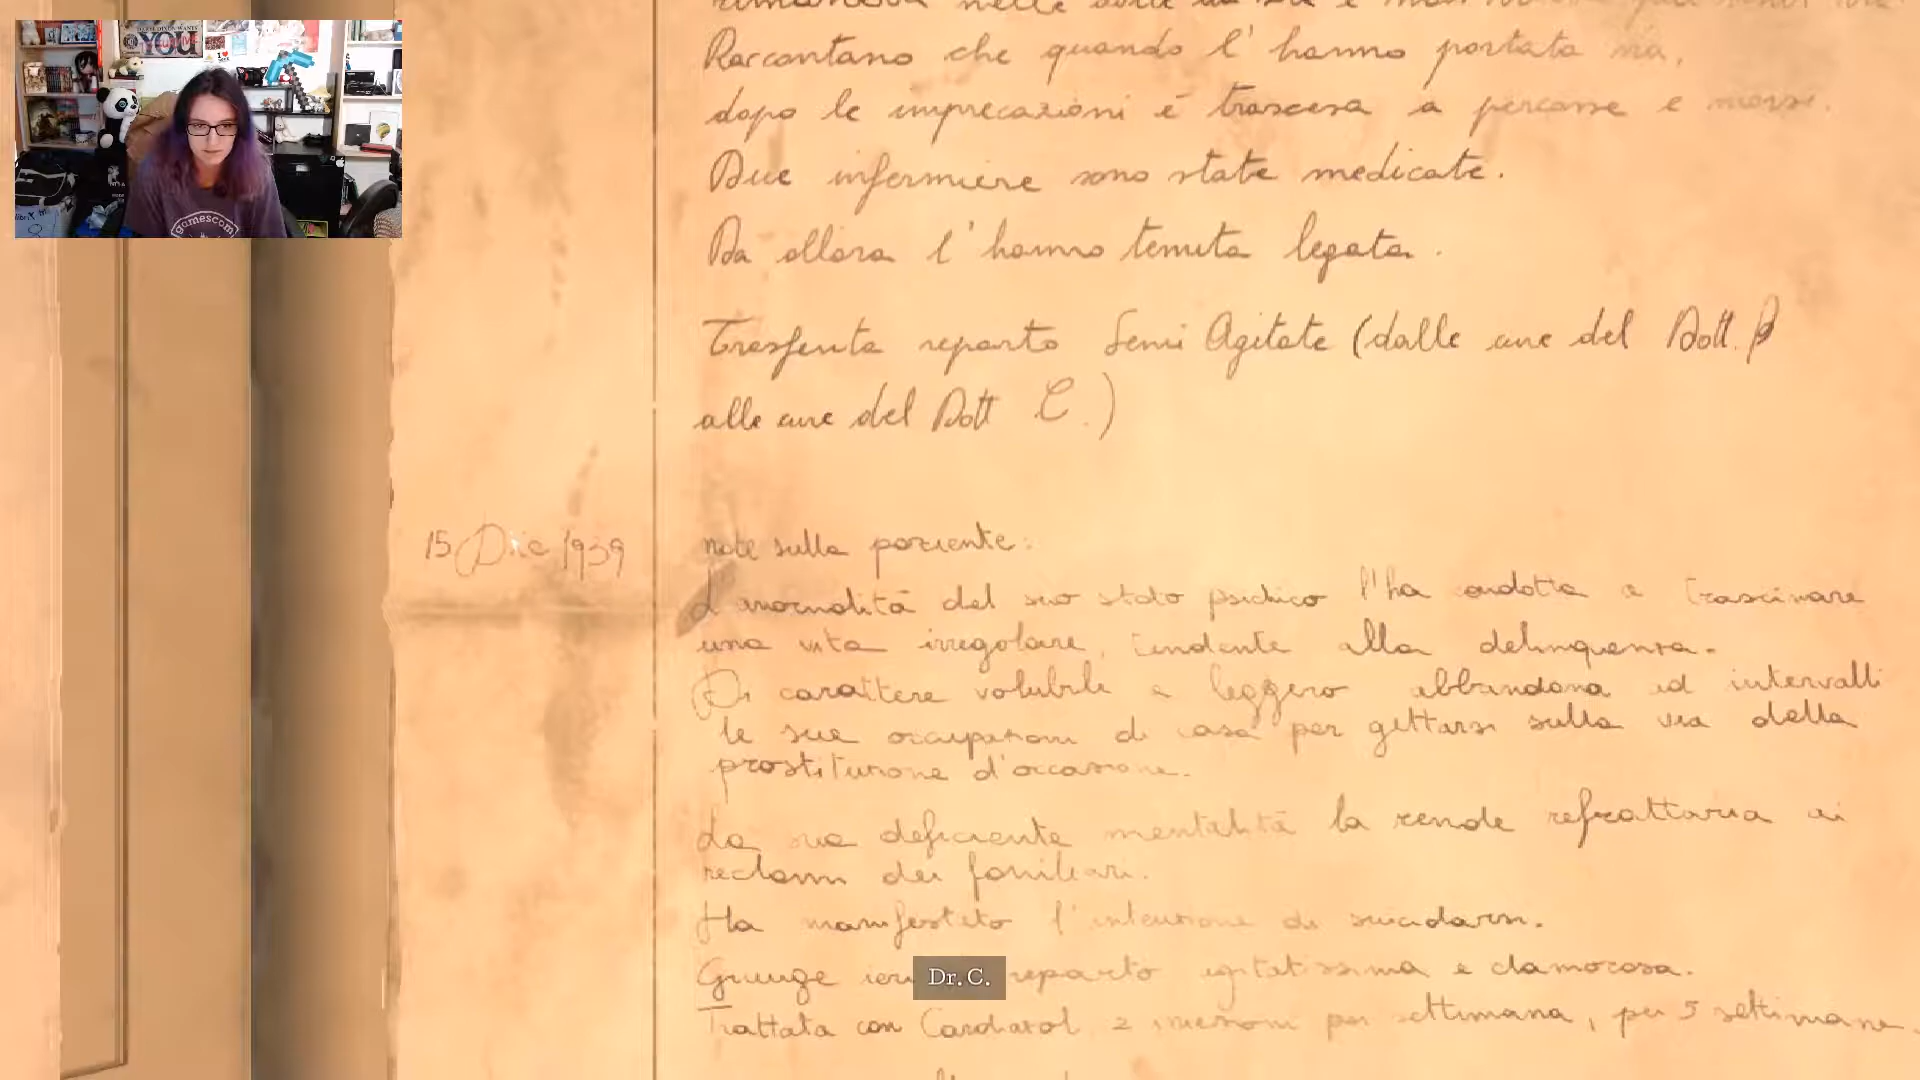 YOU
gamescom
Raccontano che quando l'hanno portata via,
dopo le imprecazioni è trascesa a percosse e morsi.
Due infermiere sono state medicate.
Da allora l'hanno tenuta legata.
Trasferita reparto Semi Agitate (dalle cure del Dott. B
alle cure del Dott C.)
15 Dic 1939
note sulla paziente:
L'anormalità del suo stato psichico l'ha condotta a trascinare
una vita irregolare, tendente alla delinquenza.
Di carattere volubile e leggero abbandona ad intervalli
le sue occupazioni di casa per gettarsi sulla via della
prostituzione d'occasione.
La sua deficiente mentalità la rende refrattaria ai
reclami dei familiari.
Ha manifestato l'intenzione di suicidarsi.
Giunge ieri reparto agitatissima e clamorosa.
Dr. C.
Trattata con Cardiazol, 2 iniezioni per settimana, per 5 settimane.